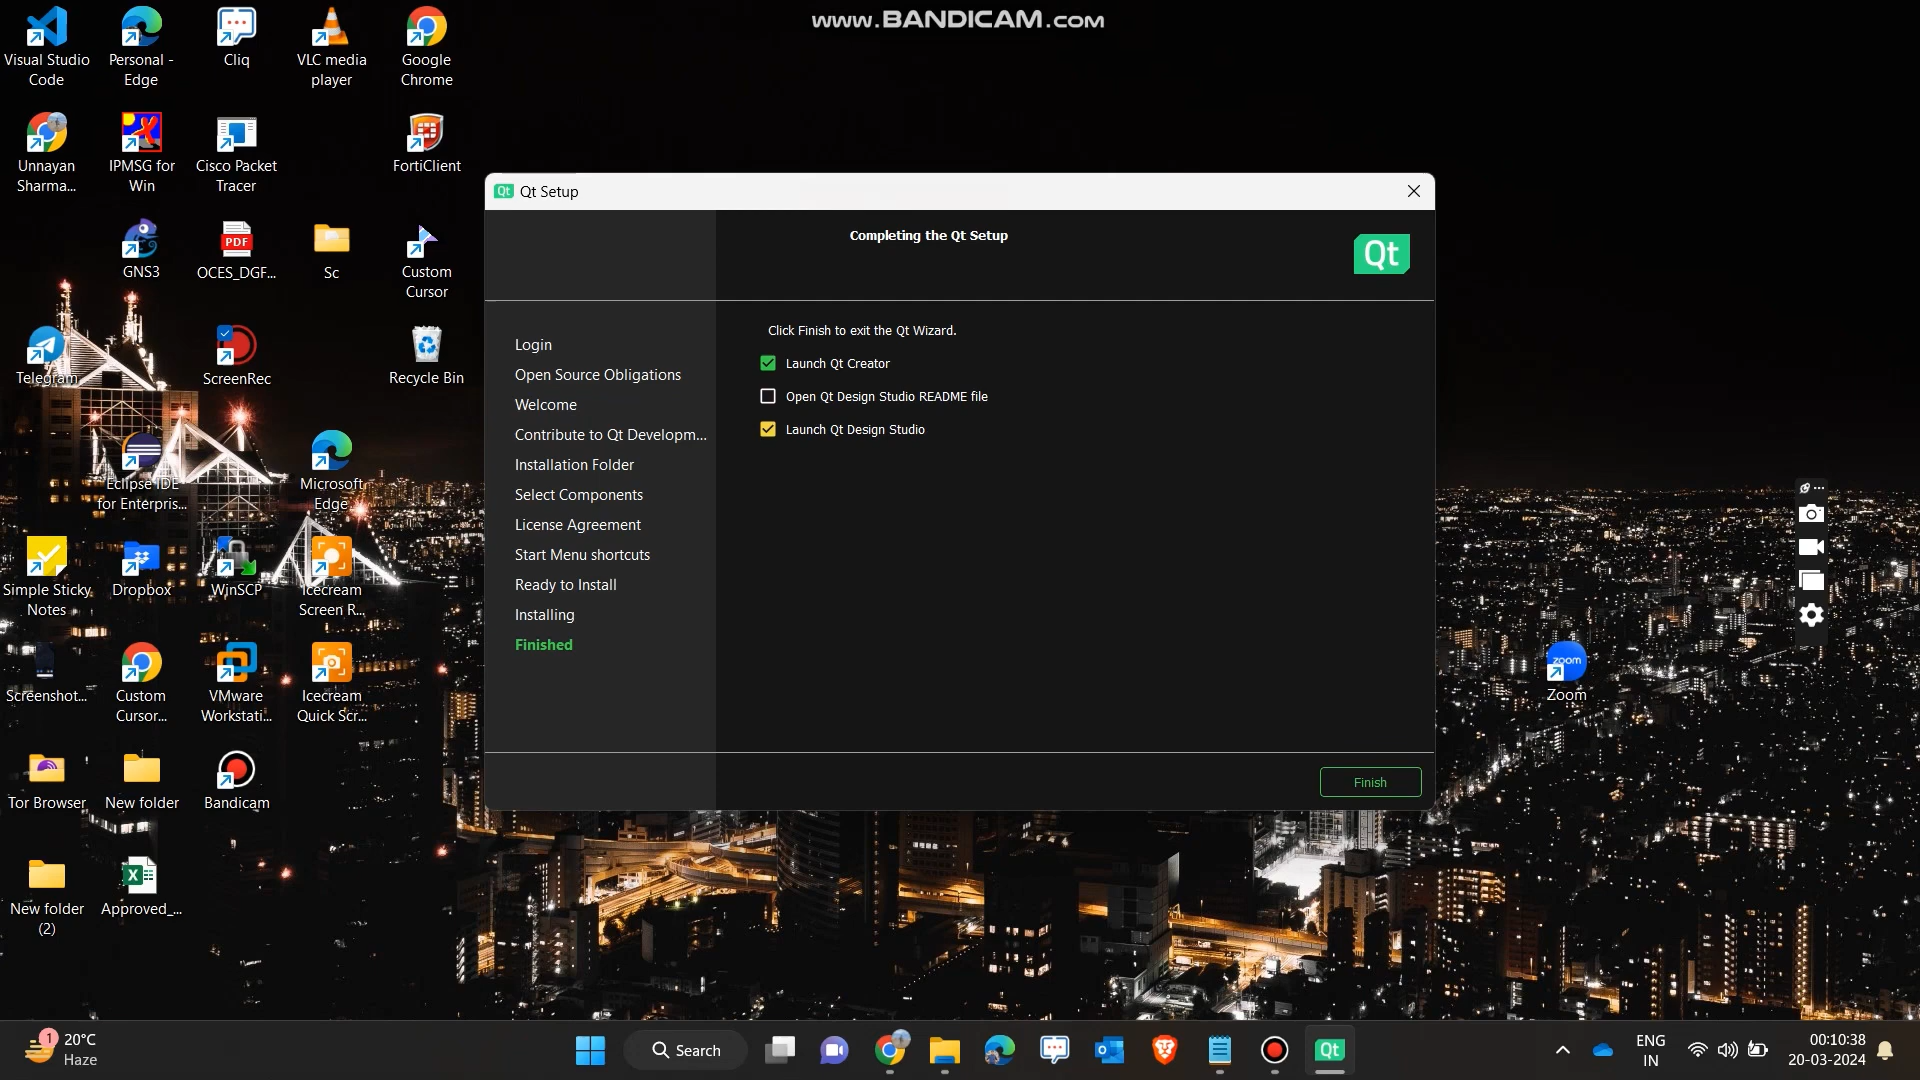 www.BANDICAM.com
Visual Studio
Code
Personal -
Edge
Cliq
VLC media
player
Google
Chrome
Unnayan
Sharma...
IPMSG for
Win
Cisco Packet
Tracer
FortiClient
GNS3
PDF
OCES_DGF...
Sc
Custom
Cursor
Telegram
ScreenRec
Recycle Bin
Eclipse IDE
for Enterpris...
Microsoft
Edge
Simple Sticky
Notes
Dropbox
WinSCP
Icecream
Screen R...
Screenshot...
Custom
Cursor...
VMware
Workstati...
Icecream
Quick Scr...
Tor Browser
New folder
Bandicam
New folder
(2)
Approved_...
Qt Qt Setup
Completing the Qt Setup
Qt
Login
Open Source Obligations
Welcome
Contribute to Qt Developm...
Installation Folder
Select Components
License Agreement
Start Menu shortcuts
Ready to Install
Installing
Finished
Click Finish to exit the Qt Wizard.
Launch Qt Creator
Open Qt Design Studio README file
Launch Qt Design Studio
Finish
zoom
Zoom
1
20°C
Haze
Search
Qt
ENG
IN
00:10:38
20-03-2024